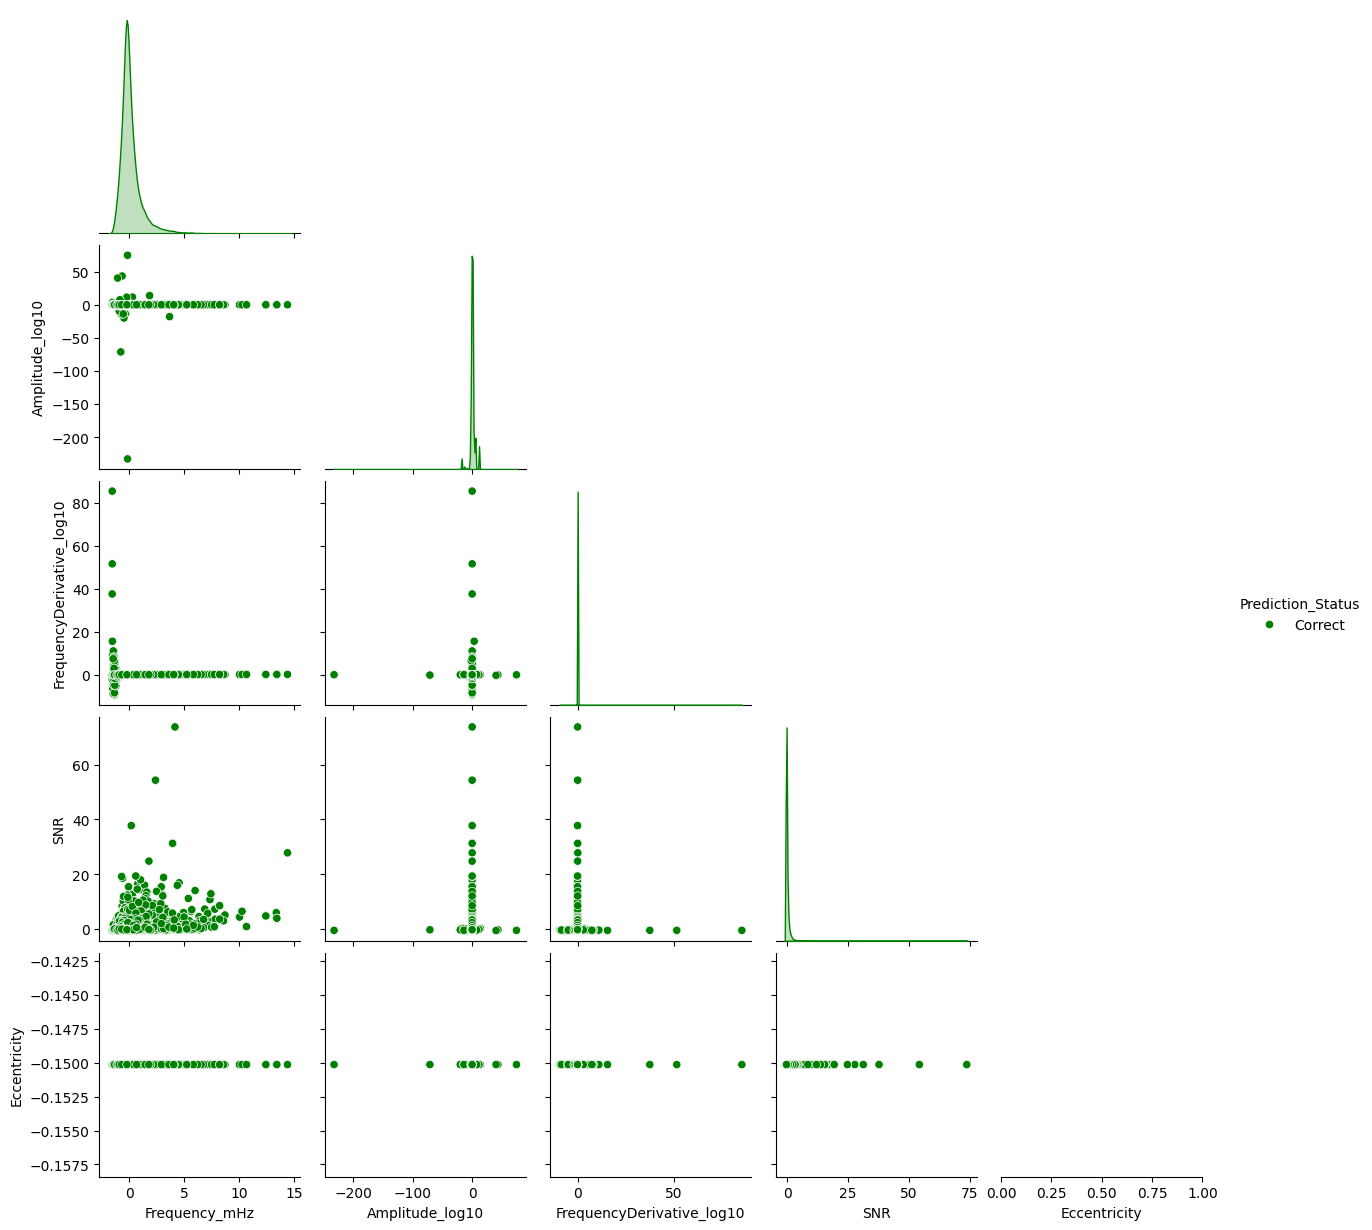 50
0
−50
−100
−150
−200
Amplitude_log10
80
60
40
20
0
FrequencyDerivative_log10
Prediction_Status
Correct
60
40
20
0
SNR
−0.1425
−0.1450
−0.1475
−0.1500
−0.1525
−0.1550
−0.1575
Eccentricity
0 5 10 15
−200 −100 0
0 50
0 25 50 75
0.00 0.25 0.50 0.75 1.00
Frequency_mHz
Amplitude_log10
FrequencyDerivative_log10
SNR
Eccentricity